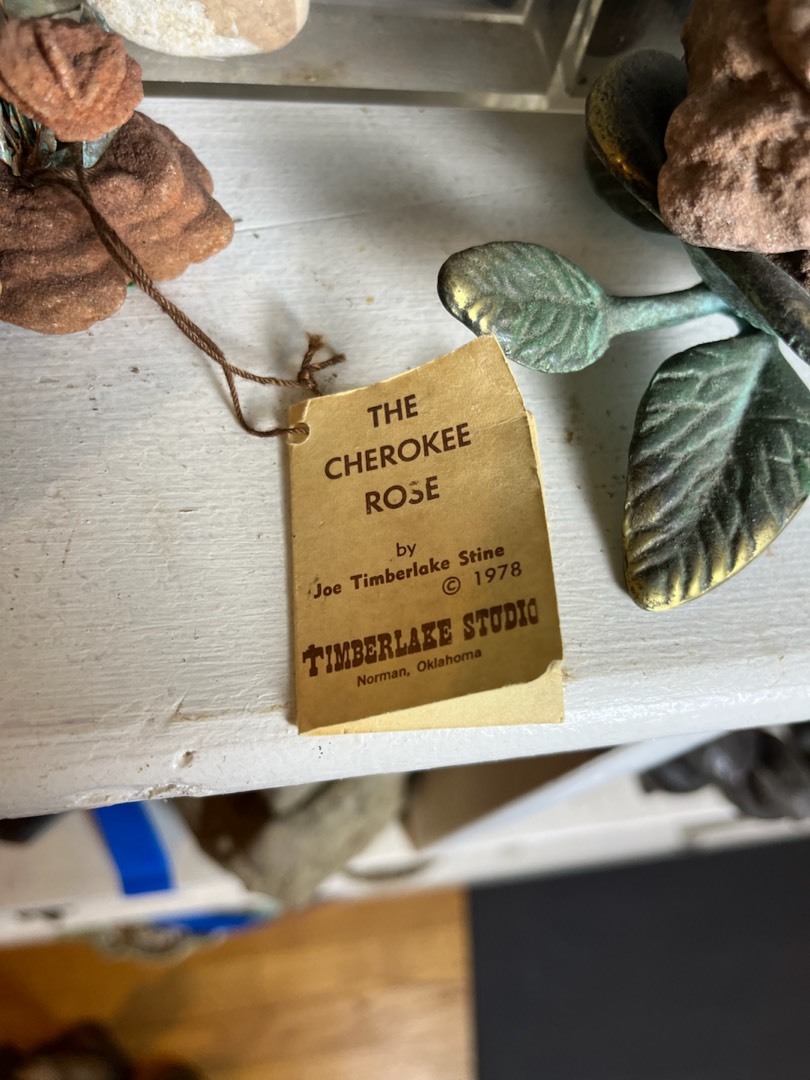 THE
CHEROKEE
ROSE
by
Joe Timberlake Stine
© 1978
TIMBERLAKE STUDIO
Norman, Oklahoma